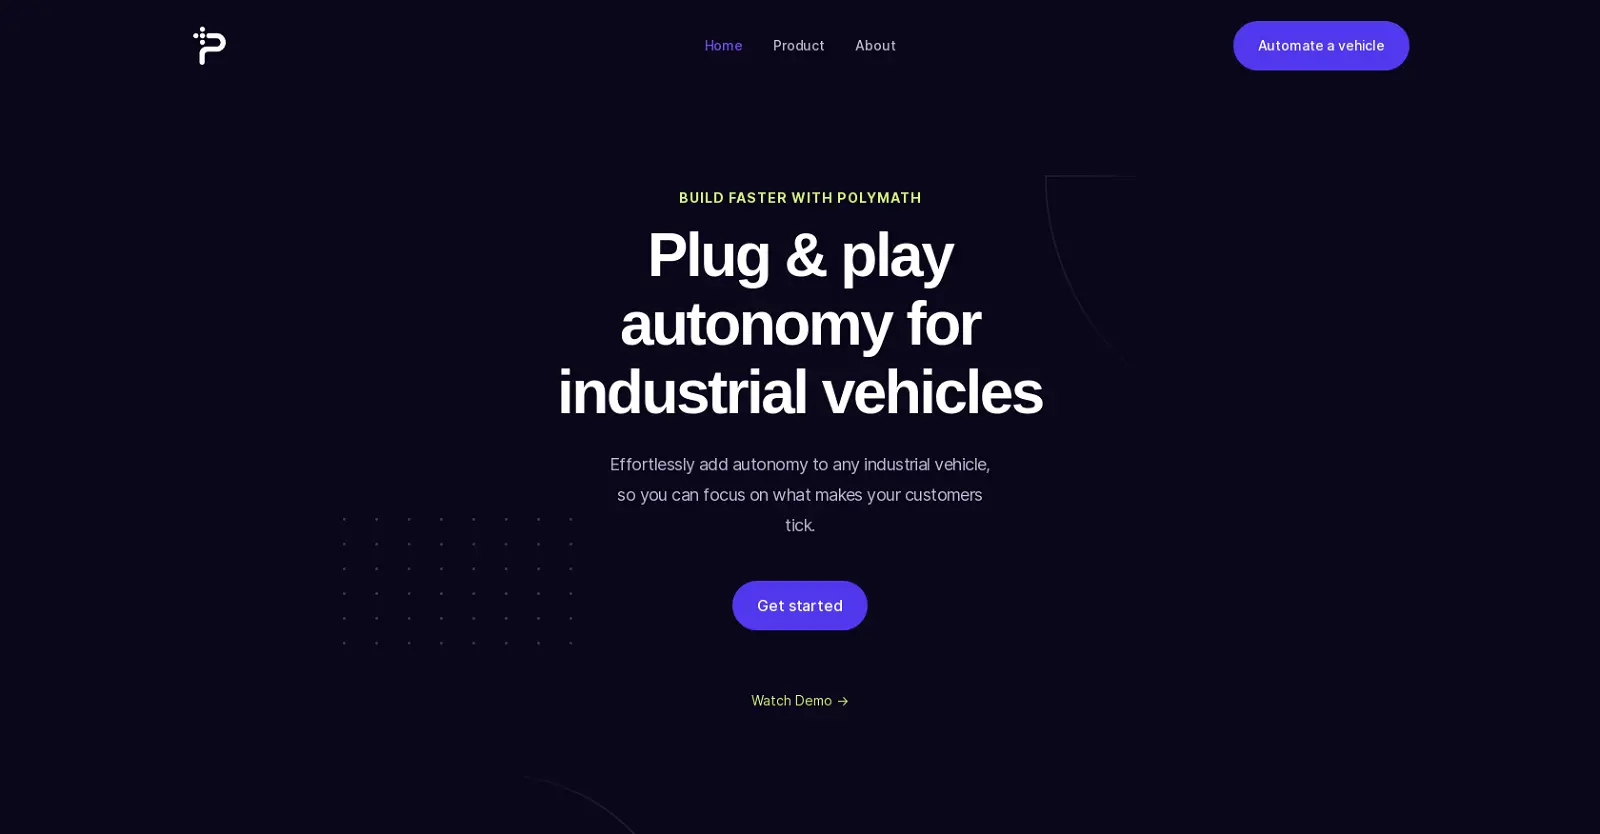 Home Product About
Automate a vehicle
BUILD FASTER WITH POLYMATH
Plug & play
autonomy for
industrial vehicles
Effortlessly add autonomy to any industrial vehicle,
so you can focus on what makes your customers
tick.
Get started
Watch Demo →